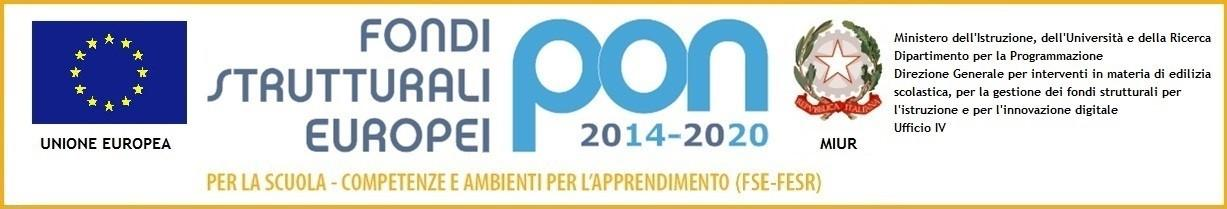 UNIONE EUROPEA
FONDI
STRUTTURALI
EUROPEI
pon
2014-2020
PER LA SCUOLA - COMPETENZE E AMBIENTI PER L'APPRENDIMENTO (FSE-FESR)
REPVBBLICA ITALIANA
MIUR
Ministero dell'Istruzione, dell'Università e della Ricerca
Dipartimento per la Programmazione
Direzione Generale per interventi in materia di edilizia
scolastica, per la gestione dei fondi strutturali per
l'istruzione e per l'innovazione digitale
Ufficio IV